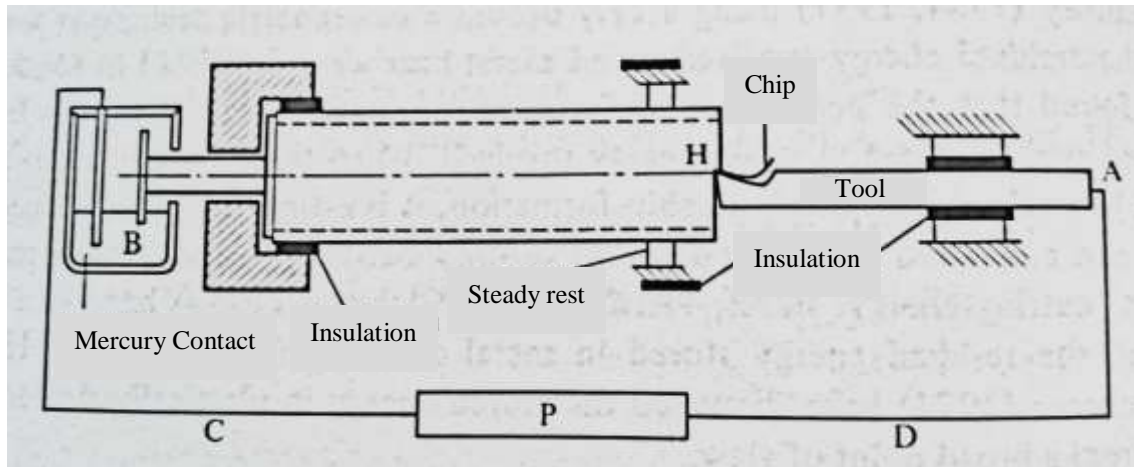 Chip
H
A
Tool
B
Insulation
Steady rest
Insulation
Mercury Contact
P
C
D